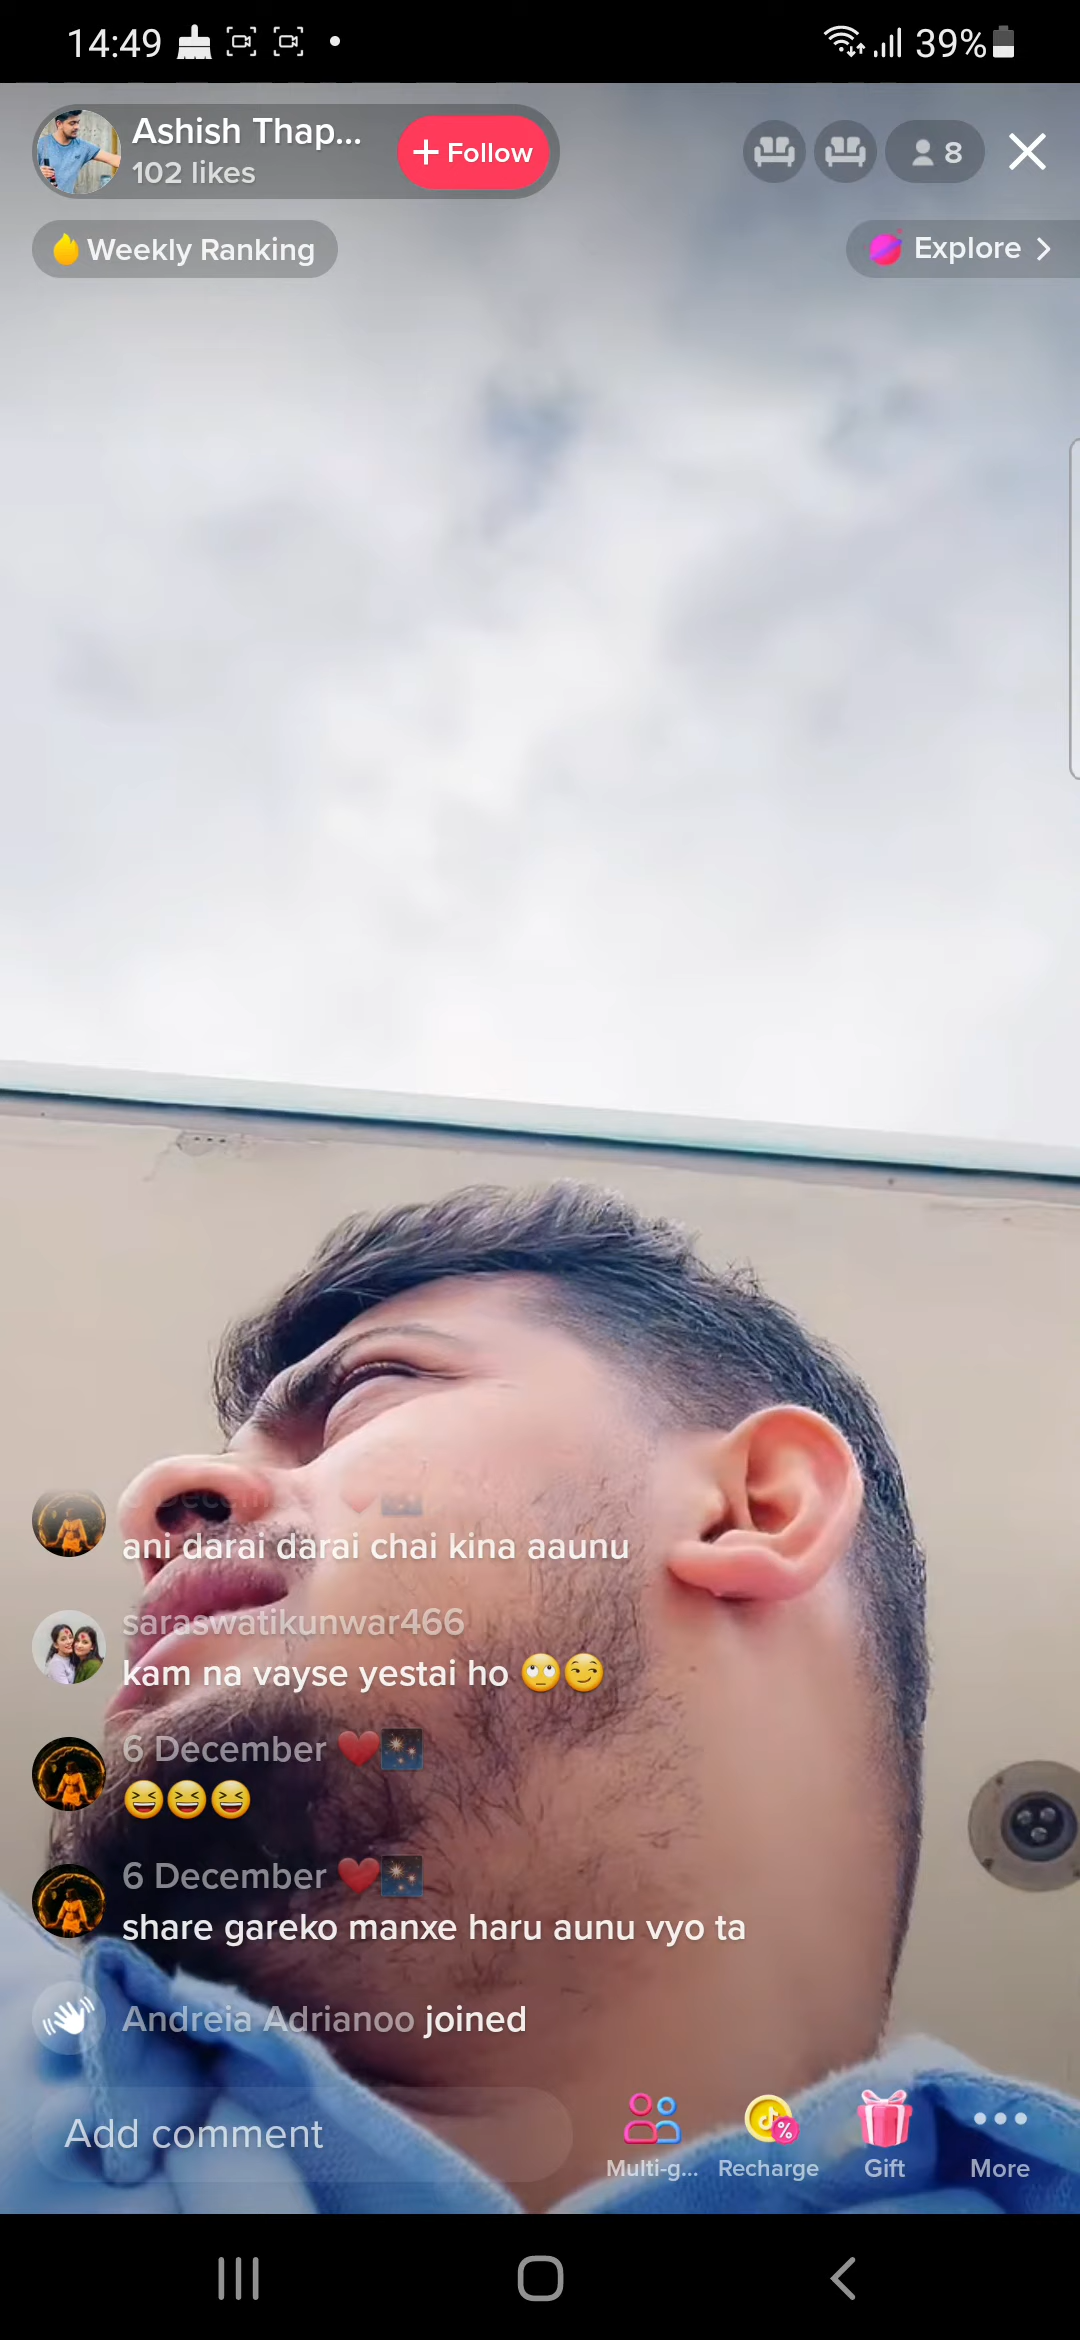 14:49
39%
Ashish Thap...
102 likes
+ Follow
8
Weekly Ranking
Explore >
6 December ❤️🎇
ani darai darai chai kina aaunu
saraswatikunwar466
kam na vayse yestai ho 🙄😏
6 December ❤️🎇
😆😆😆
6 December ❤️🎇
share gareko manxe haru aunu vyo ta
Andreia Adrianoo joined
Add comment
Multi-g...
Recharge
Gift
More